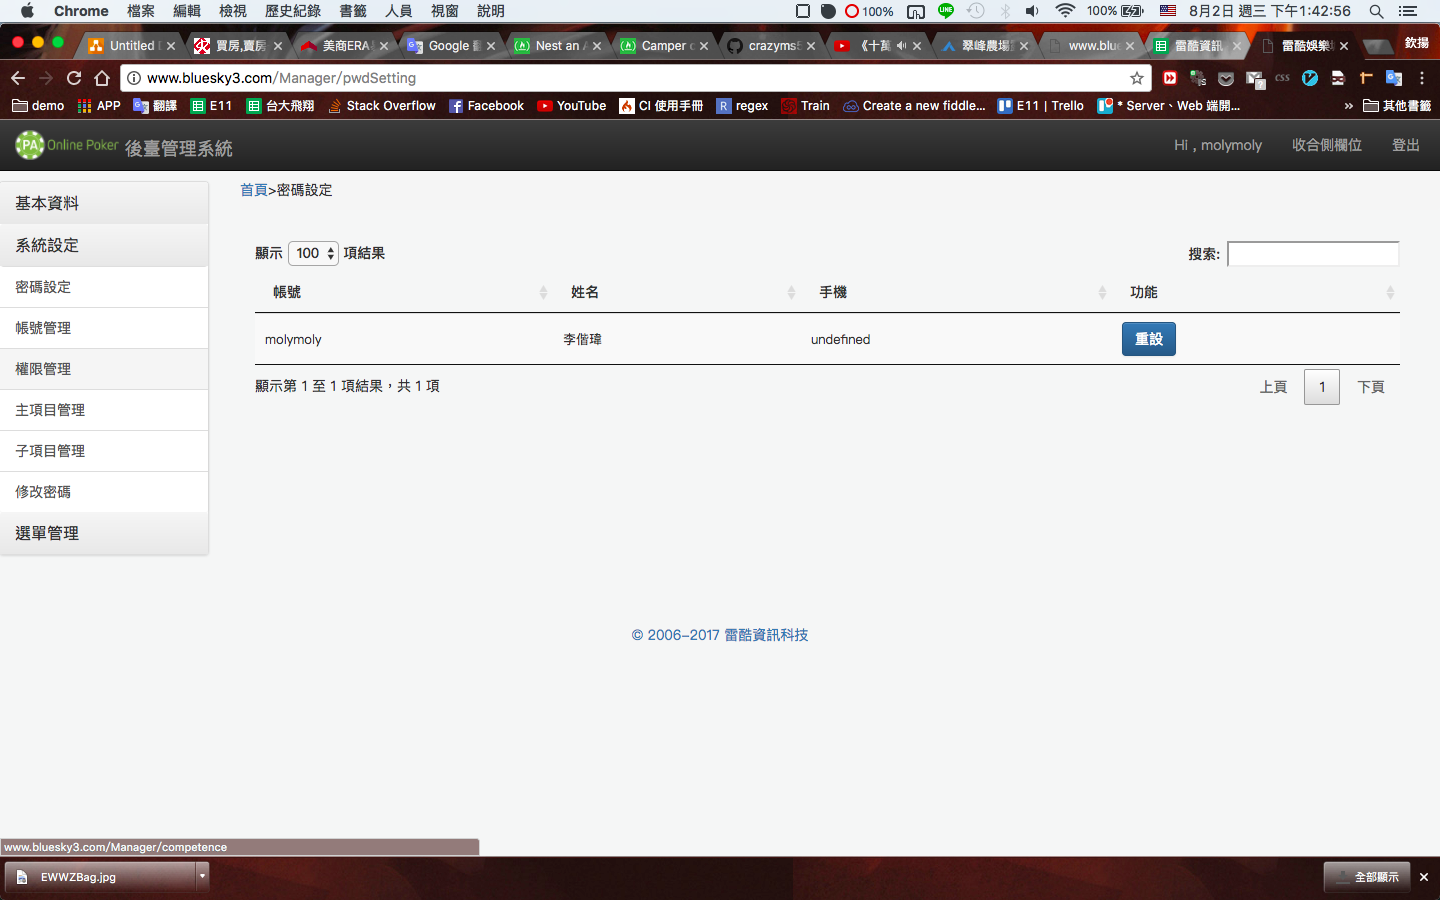 Chrome 檔案 編輯 檢視 歷史紀錄 書籤 人員 視窗 說明 100% LINE 100% 8月2日 週三 下午1:42:56
Untitled 買房,賣房 美商ERA Google Nest an Camper crazymsE 《十萬 翠峰農場 www.blue 雷酷資訊 雷酷娛樂 欽揚
www.bluesky3.com/Manager/pwdSetting
demo APP 翻譯 E11 台大飛翔 Stack Overflow Facebook YouTube CI 使用手冊 regex Train Create a new fiddle... E11 | Trello * Server、Web 端開... » 其他書籤
PA Online Poker 後臺管理系統 Hi , molymoly 收合側欄位 登出
首頁>密碼設定
基本資料
系統設定
密碼設定
帳號管理
權限管理
主項目管理
子項目管理
修改密碼
選單管理
顯示 100 項結果 搜索:
帳號 姓名 手機 功能
molymoly 李偕瑋 undefined 重設
顯示第 1 至 1 項結果，共 1 項 上頁 1 下頁
© 2006-2017 雷酷資訊科技
www.bluesky3.com/Manager/competence
EWWZBag.jpg 全部顯示